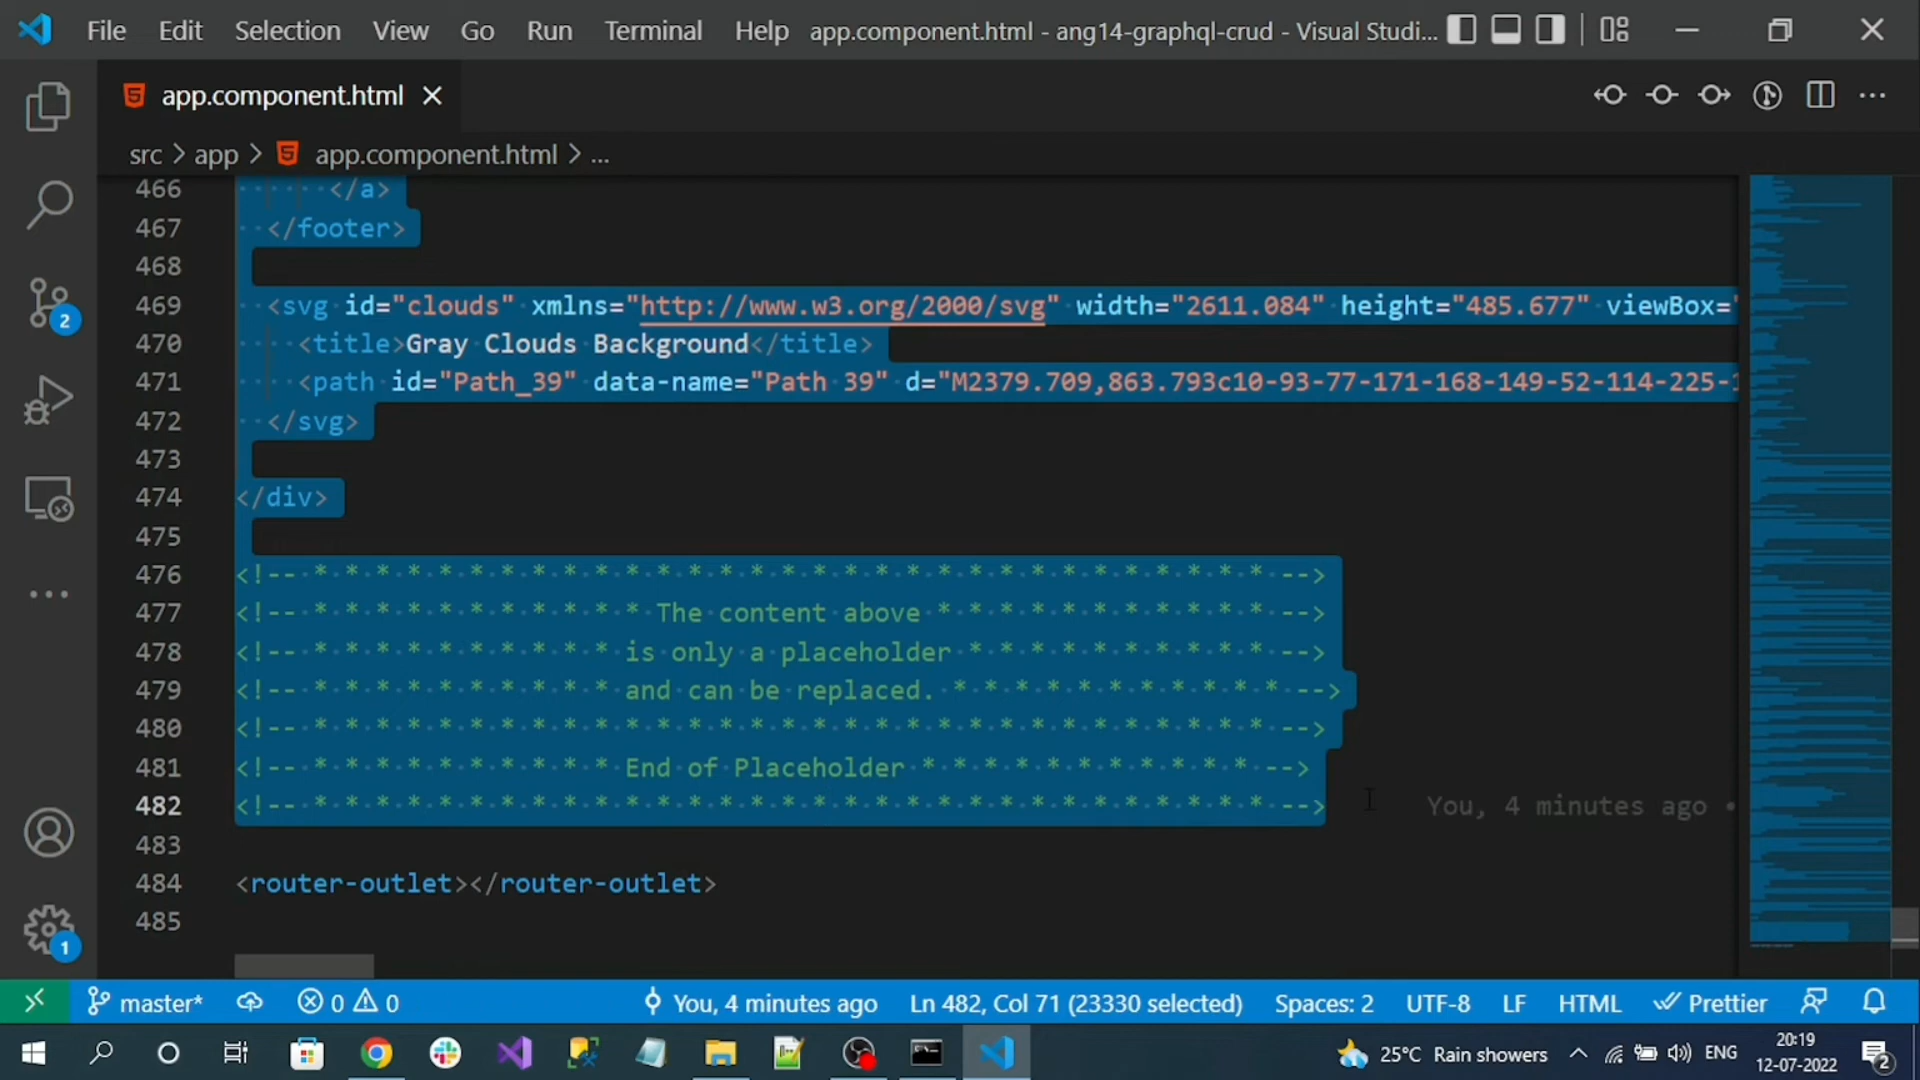 File Edit Selection View Go Run Terminal Help app.component.html - ang14-graphql-crud - Visual Studi...
app.component.html
src > app > app.component.html > ...
466 </a>
467 </footer>
468
469 <svg id="clouds" xmlns="http://www.w3.org/2000/svg" width="2611.084" height="485.677" viewBox="
470 <title>Gray Clouds Background</title>
471 <path id="Path_39" data-name="Path 39" d="M2379.709,863.793c10-93-77-171-168-149-52-114-225-1
472 </svg>
473
474 </div>
475
476 <!-- * * * * * * * * * * * * * * * * * * * * * * * * * * * * * * * -->
477 <!-- * * * * * * * * * * * The content above * * * * * * * * * * * -->
478 <!-- * * * * * * * * * * is only a placeholder * * * * * * * * * * -->
479 <!-- * * * * * * * * * * and can be replaced. * * * * * * * * * * * -->
480 <!-- * * * * * * * * * * * * * * * * * * * * * * * * * * * * * * * -->
481 <!-- * * * * * * * * * * End of Placeholder * * * * * * * * * * * -->
482 <!-- * * * * * * * * * * * * * * * * * * * * * * * * * * * * * * * --> You, 4 minutes ago •
483
484 <router-outlet></router-outlet>
485
2
1
master* 0 0 You, 4 minutes ago Ln 482, Col 71 (23330 selected) Spaces: 2 UTF-8 LF HTML Prettier
25°C Rain showers ENG 20:19
12-07-2022 2